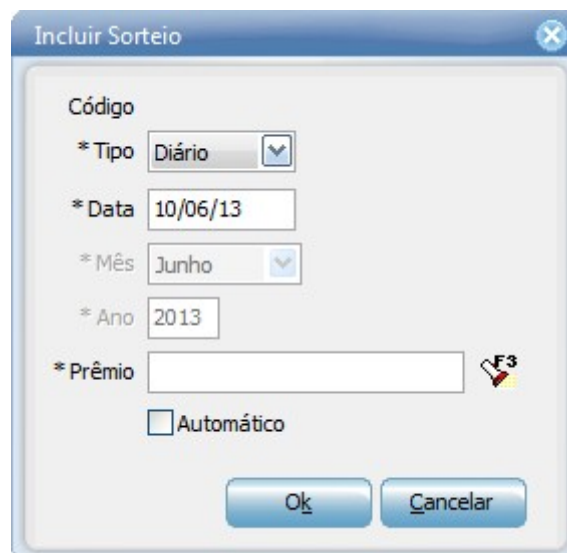 Incluir Sorteio
Código
* Tipo Diário
* Data 10/06/13
* Mês Junho
* Ano 2013
* Prêmio F3
Automático
Ok Cancelar